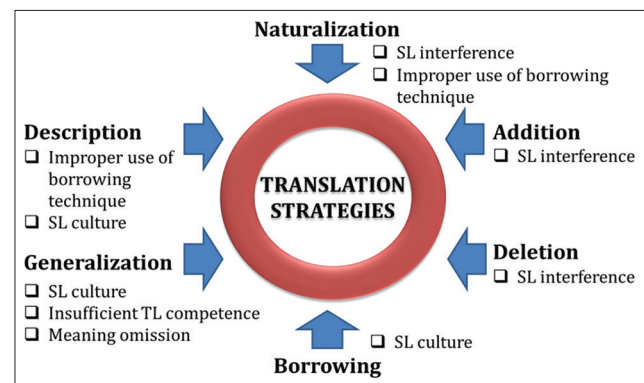 Naturalization
❑ SL interference
❑ Improper use of borrowing
technique
Description
❑ Improper use of
borrowing
technique
❑ SL culture
Addition
❑ SL interference
TRANSLATION
STRATEGIES
Generalization
❑ SL culture
❑ Insufficient TL competence
❑ Meaning omission
Deletion
❑ SL interference
❑ SL culture
Borrowing